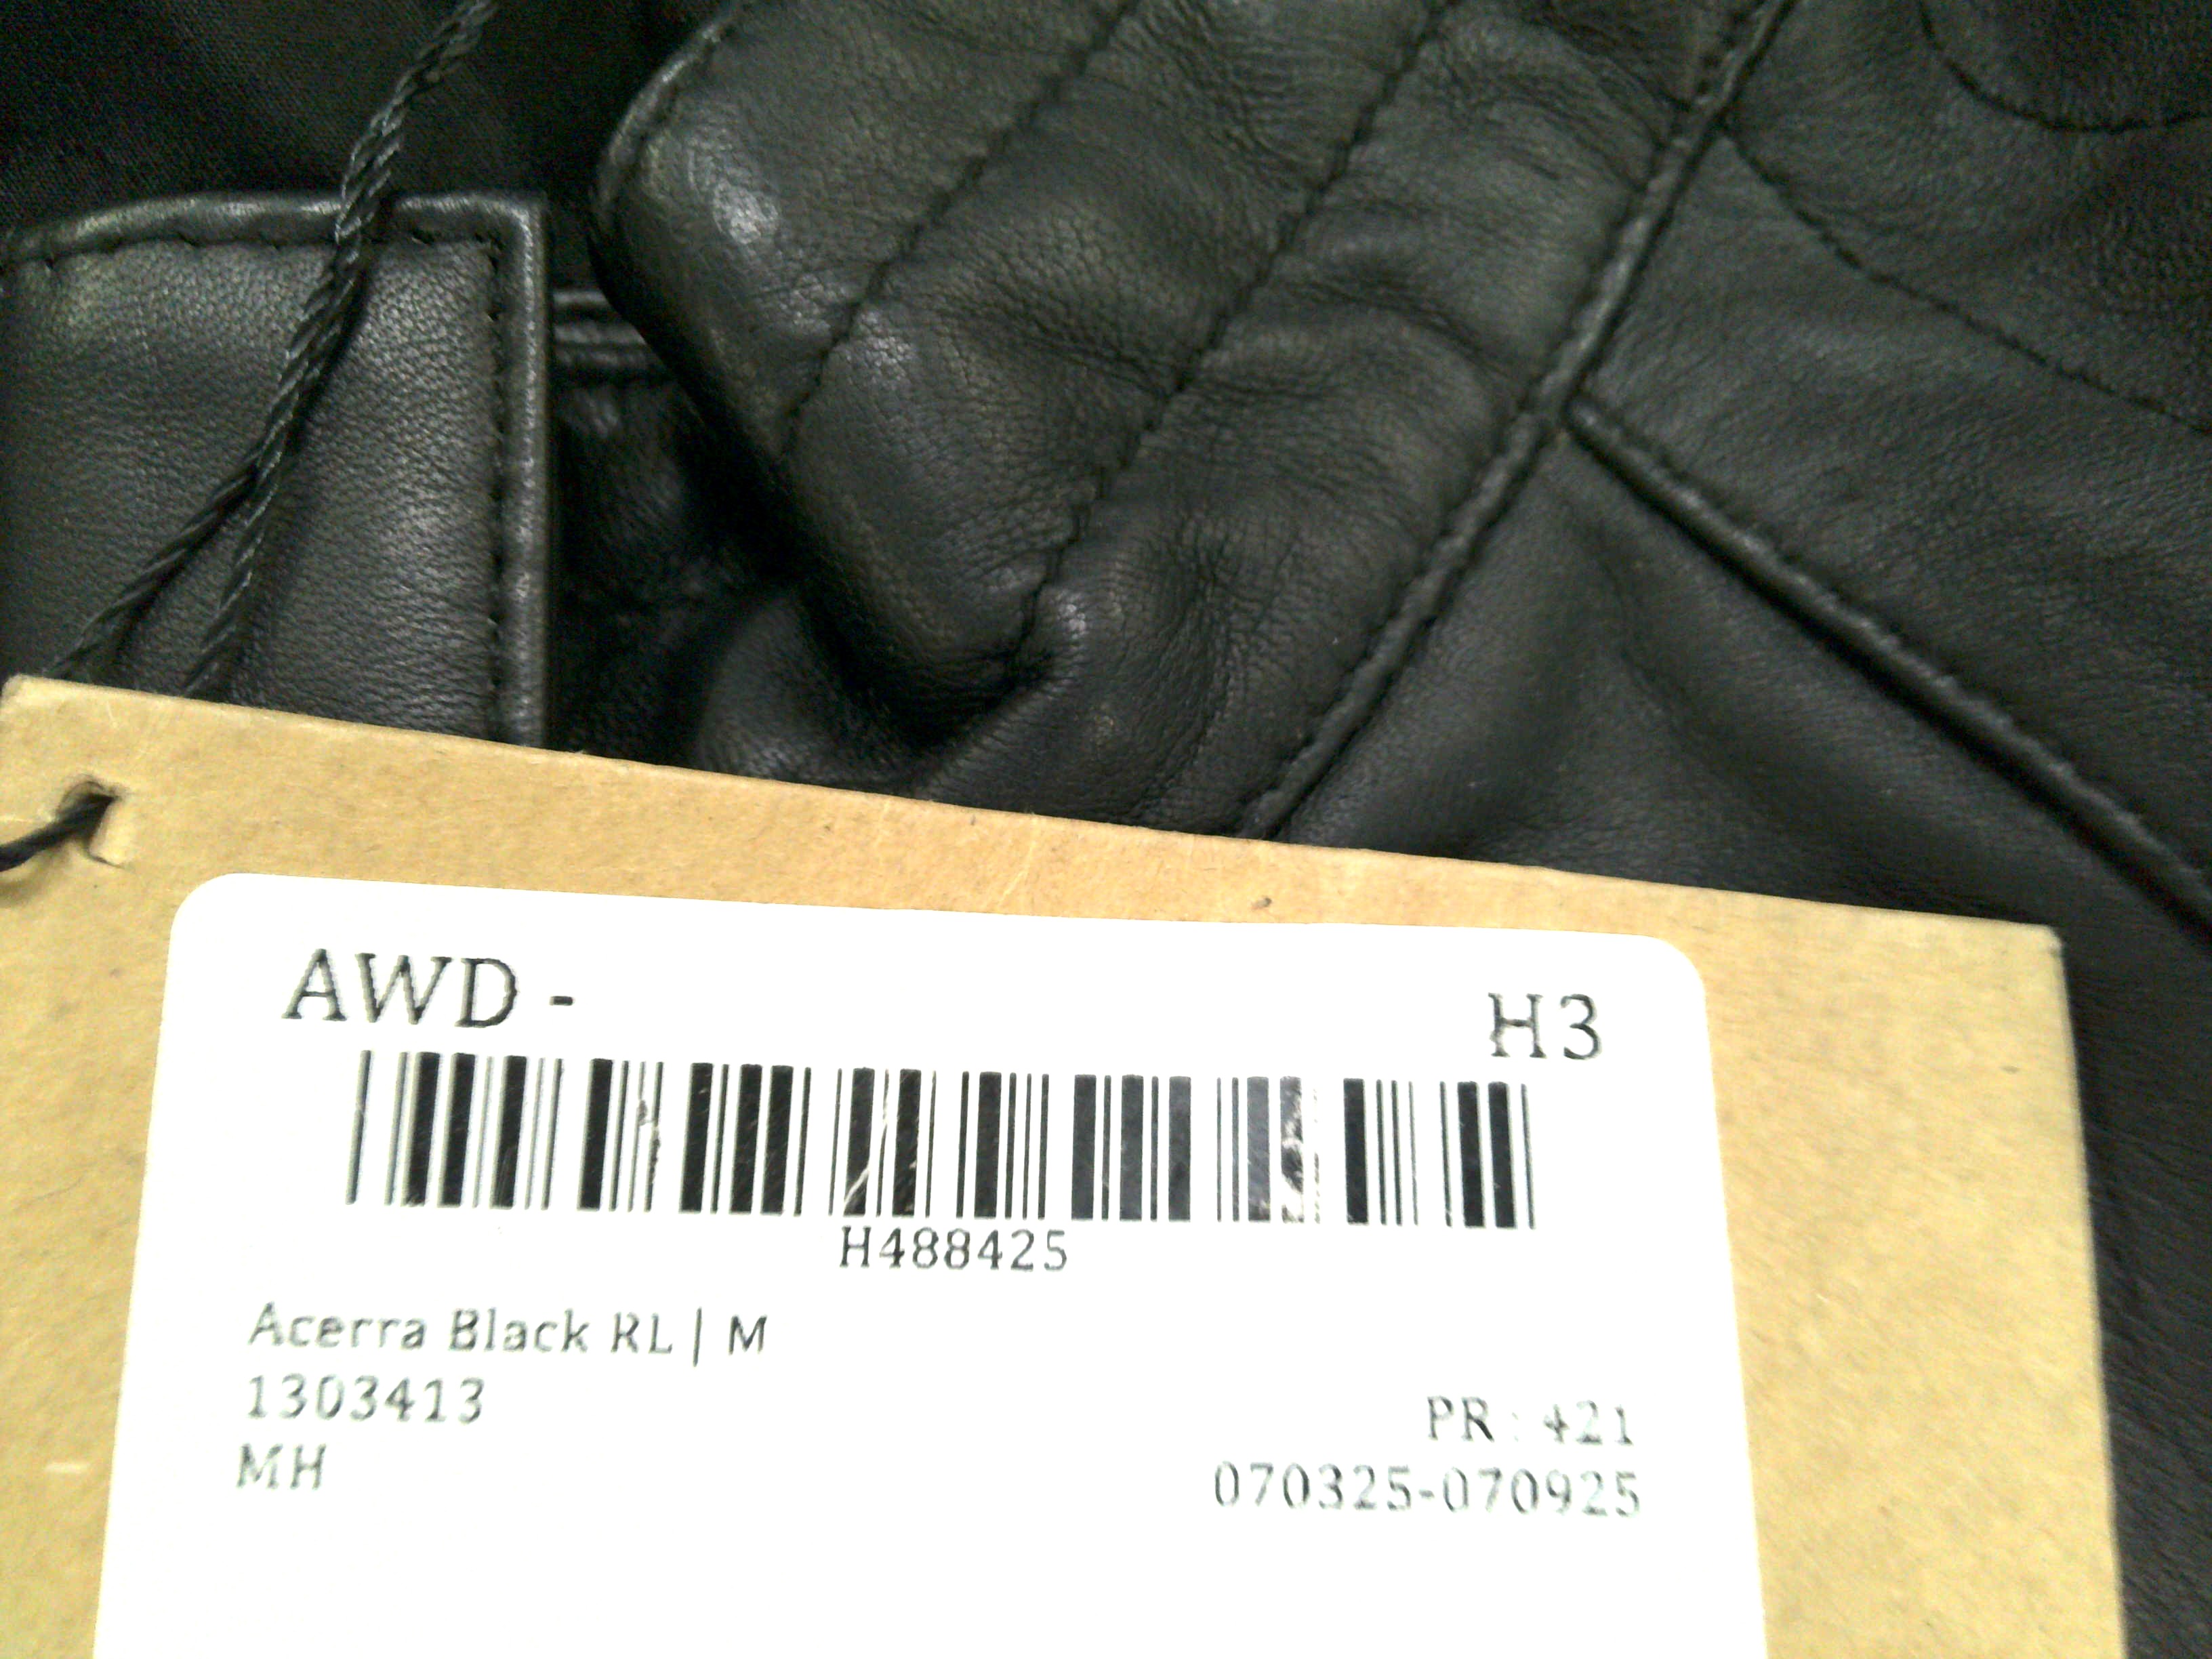 AWD - H3
H488425
Acerra Black RL | M
1303413
PR : 421
MH
070325-070925